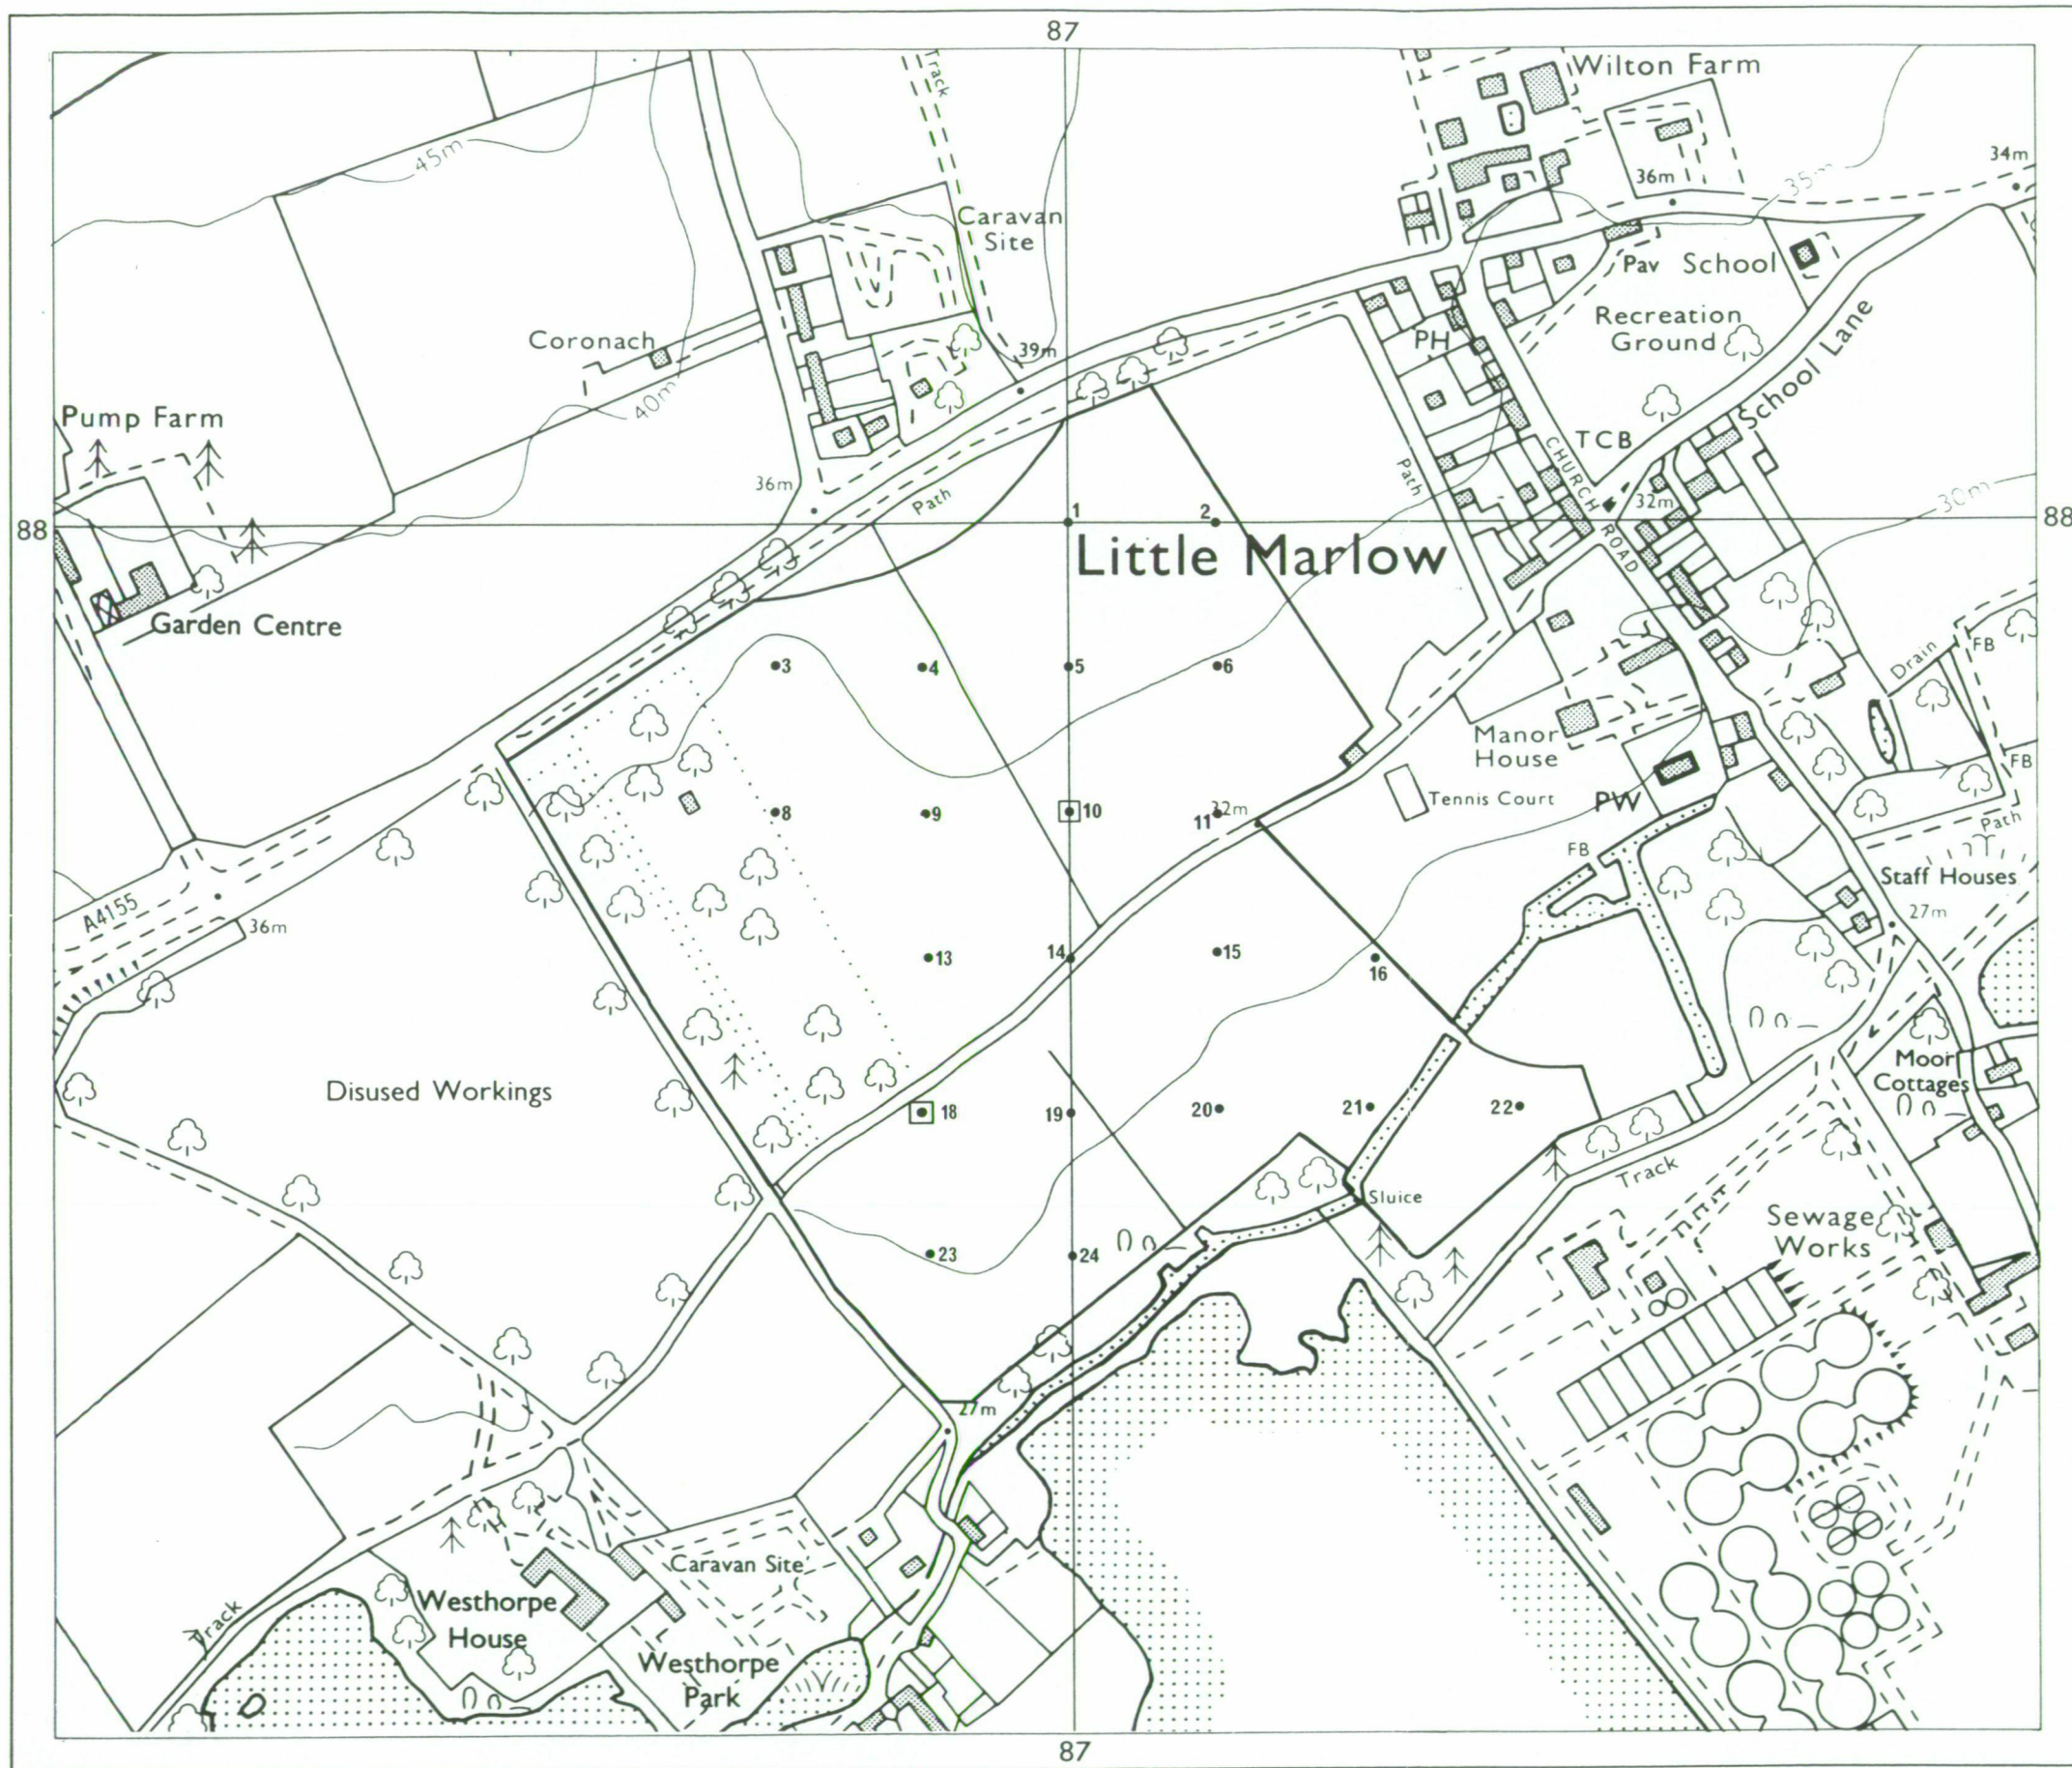 87
Wilton Farm
Track
34m
45m
36m
35m
Caravan
Site
Pav School
Recreation
Ground
Coronach
39m
PH
School Lane
40m
Pump Farm
TCB
CHURCH ROAD
Path
36m
Path
32m
30m
88
1
2
88
Little Marlow
Garden Centre
FB
Drain
3
4
5
6
Manor
House
FB
8
9
10
11
32m
Tennis Court
PW
Path
FB
Staff Houses
A4155
36m
27m
13
14
15
16
Moor
Cottages
Disused Workings
18
19
20
21
22
Track
Sluice
Sewage
Works
23
24
27m
Caravan Site
Westhorpe
House
Track
Westhorpe
Park
87